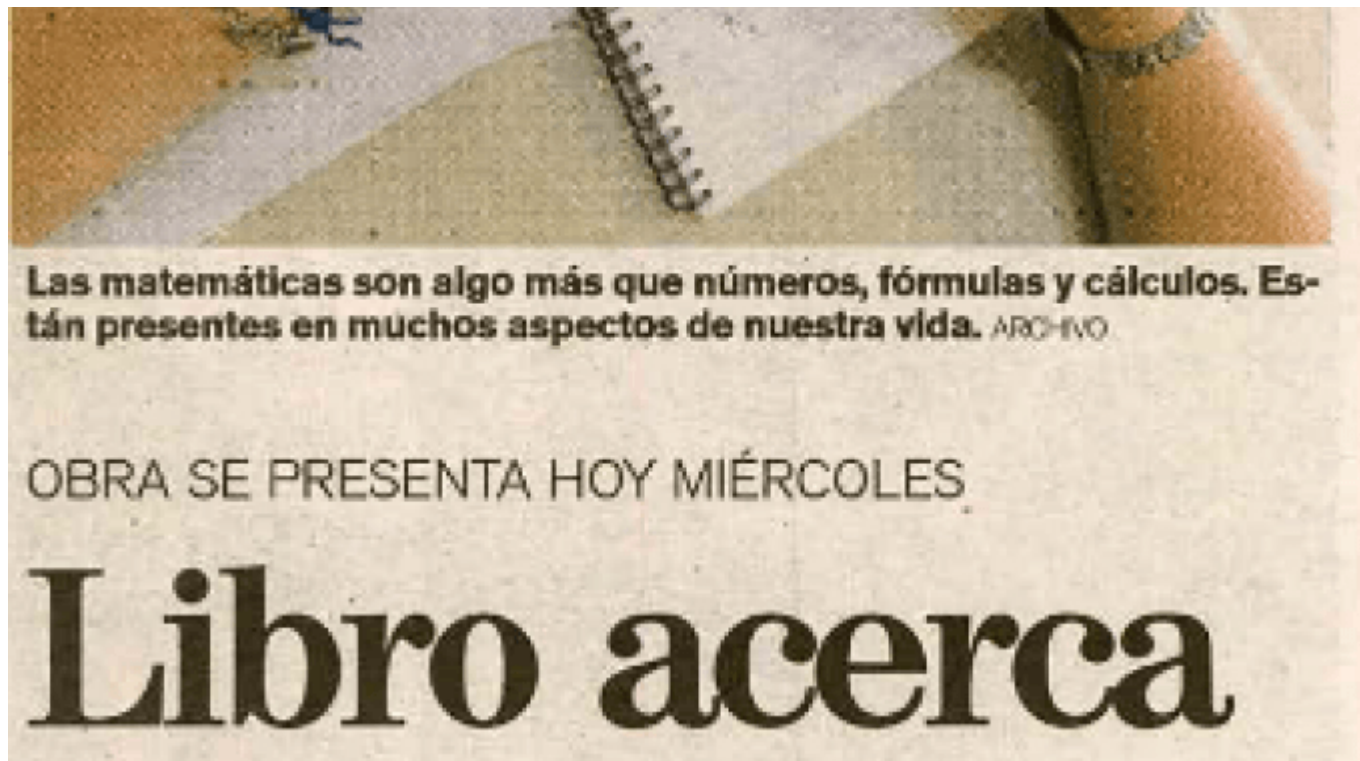 Las matemáticas son algo más que números, fórmulas y cálculos. Es-
tán presentes en muchos aspectos de nuestra vida. ARCHIVO
OBRA SE PRESENTA HOY MIÉRCOLES
Libro acerca